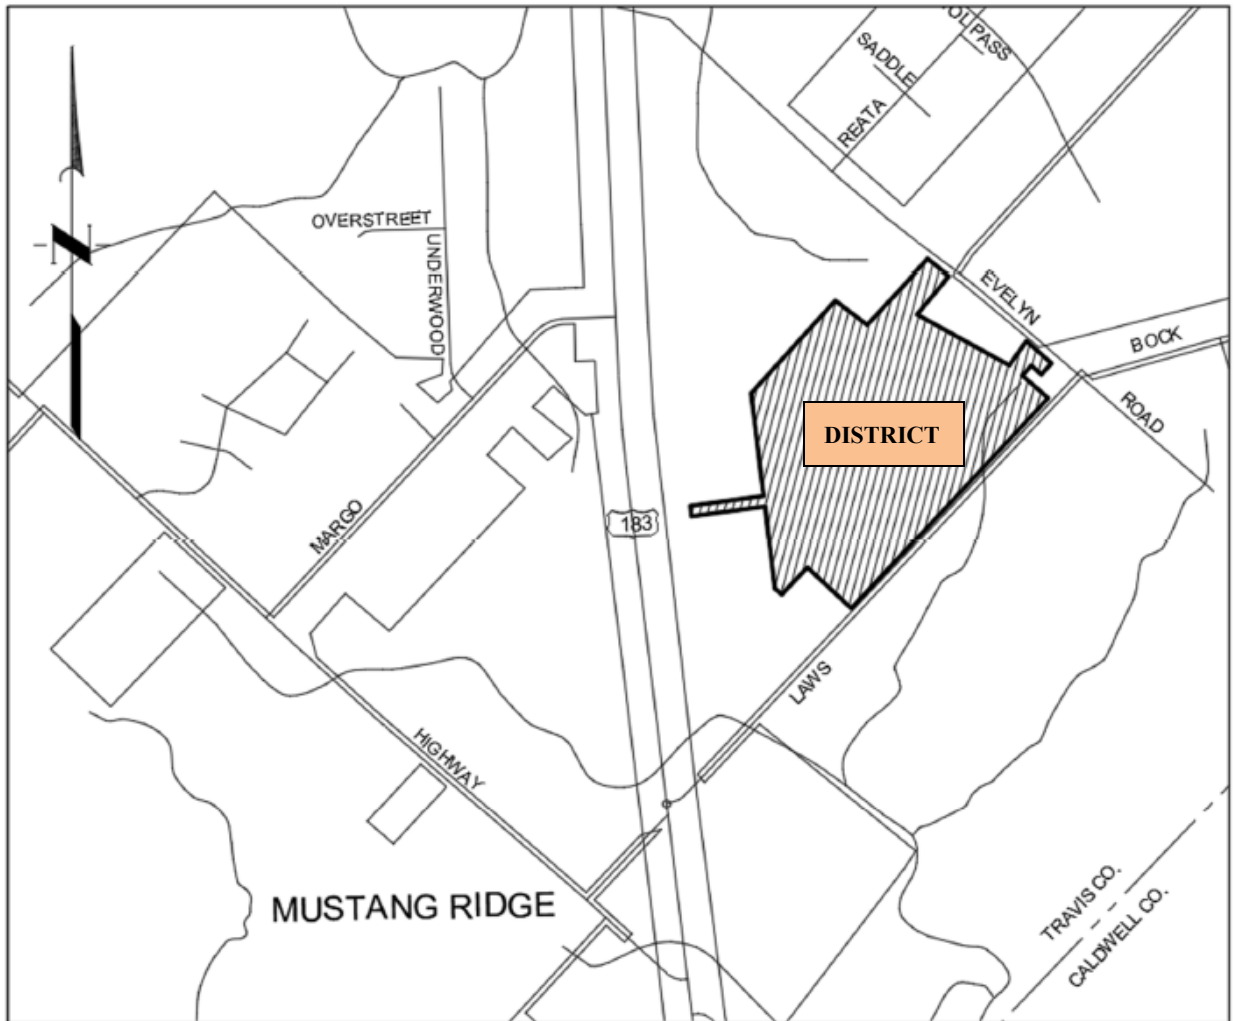 PASS
SADDLE
REATA
OVERSTREET
UNDERWOOD
EVELYN
BOCK
ROAD
DISTRICT
MARGO
183
LAWS
HIGHWAY
MUSTANG RIDGE
TRAVIS CO.
CALDWELL CO.
N